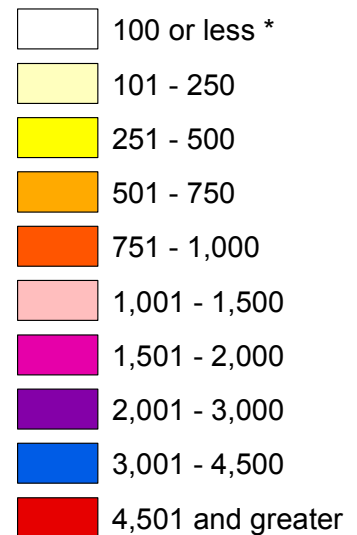 100 or less *
101 - 250
251 - 500
501 - 750
751 - 1,000
1,001 - 1,500
1,501 - 2,000
2,001 - 3,000
3,001 - 4,500
4,501 and greater